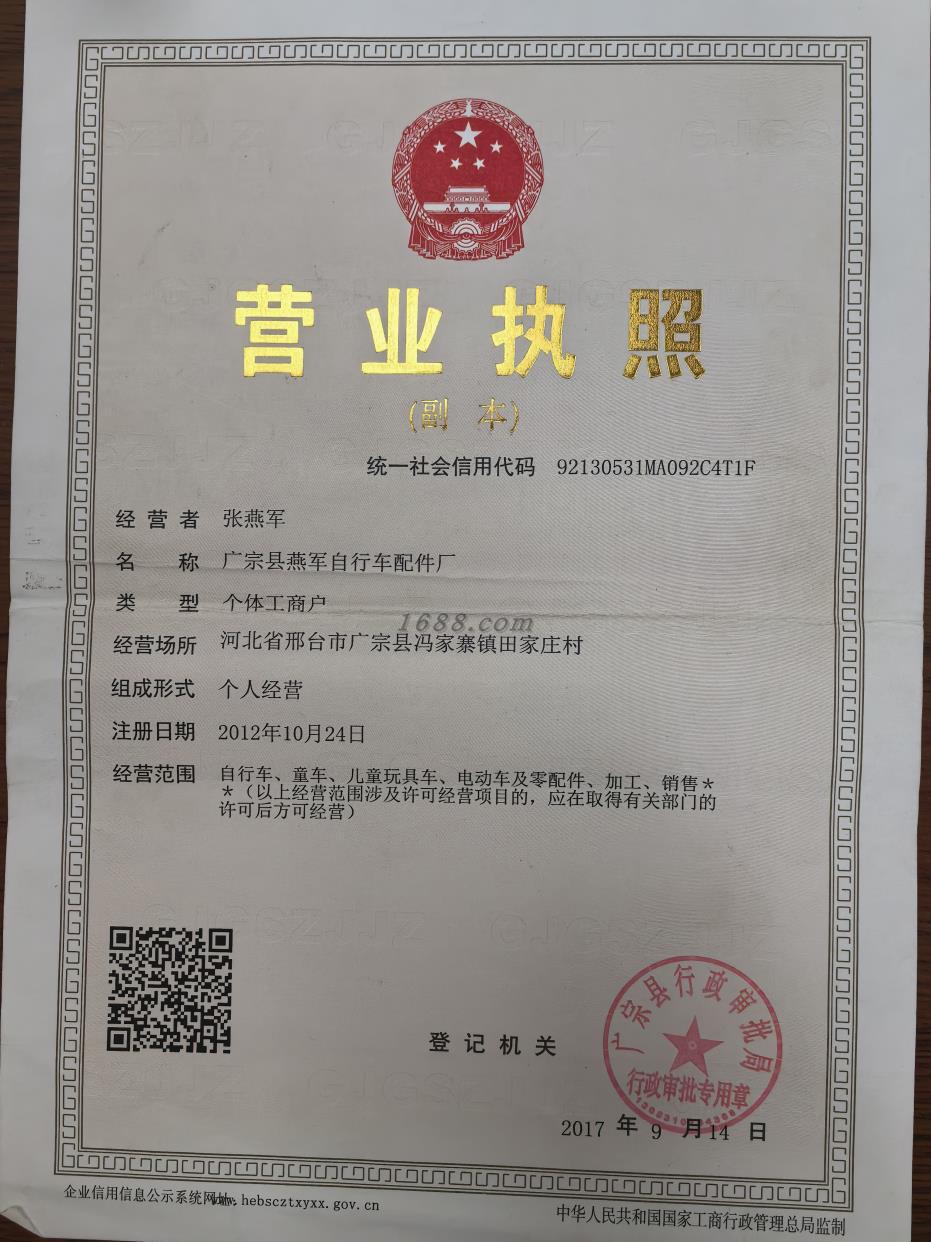 营业执照
(副 本)
统一社会信用代码 92130531MA092C4T1F
经营者 张燕军
名称 广宗县燕军自行车配件厂
类型 个体工商户
1688.com
经营场所 河北省邢台市广宗县冯家寨镇田家庄村
组成形式 个人经营
注册日期 2012年10月24日
经营范围 自行车、童车、儿童玩具车、电动车及零配件、加工、销售＊
＊（以上经营范围涉及许可经营项目的，应在取得有关部门的
许可后方可经营）
广宗县行政审批局
登记机关
行政审批专用章
2017 年 9 月 14 日
企业信用信息公示系统网址: www.hebscztxyxx.gov.cn
中华人民共和国国家工商行政管理总局监制